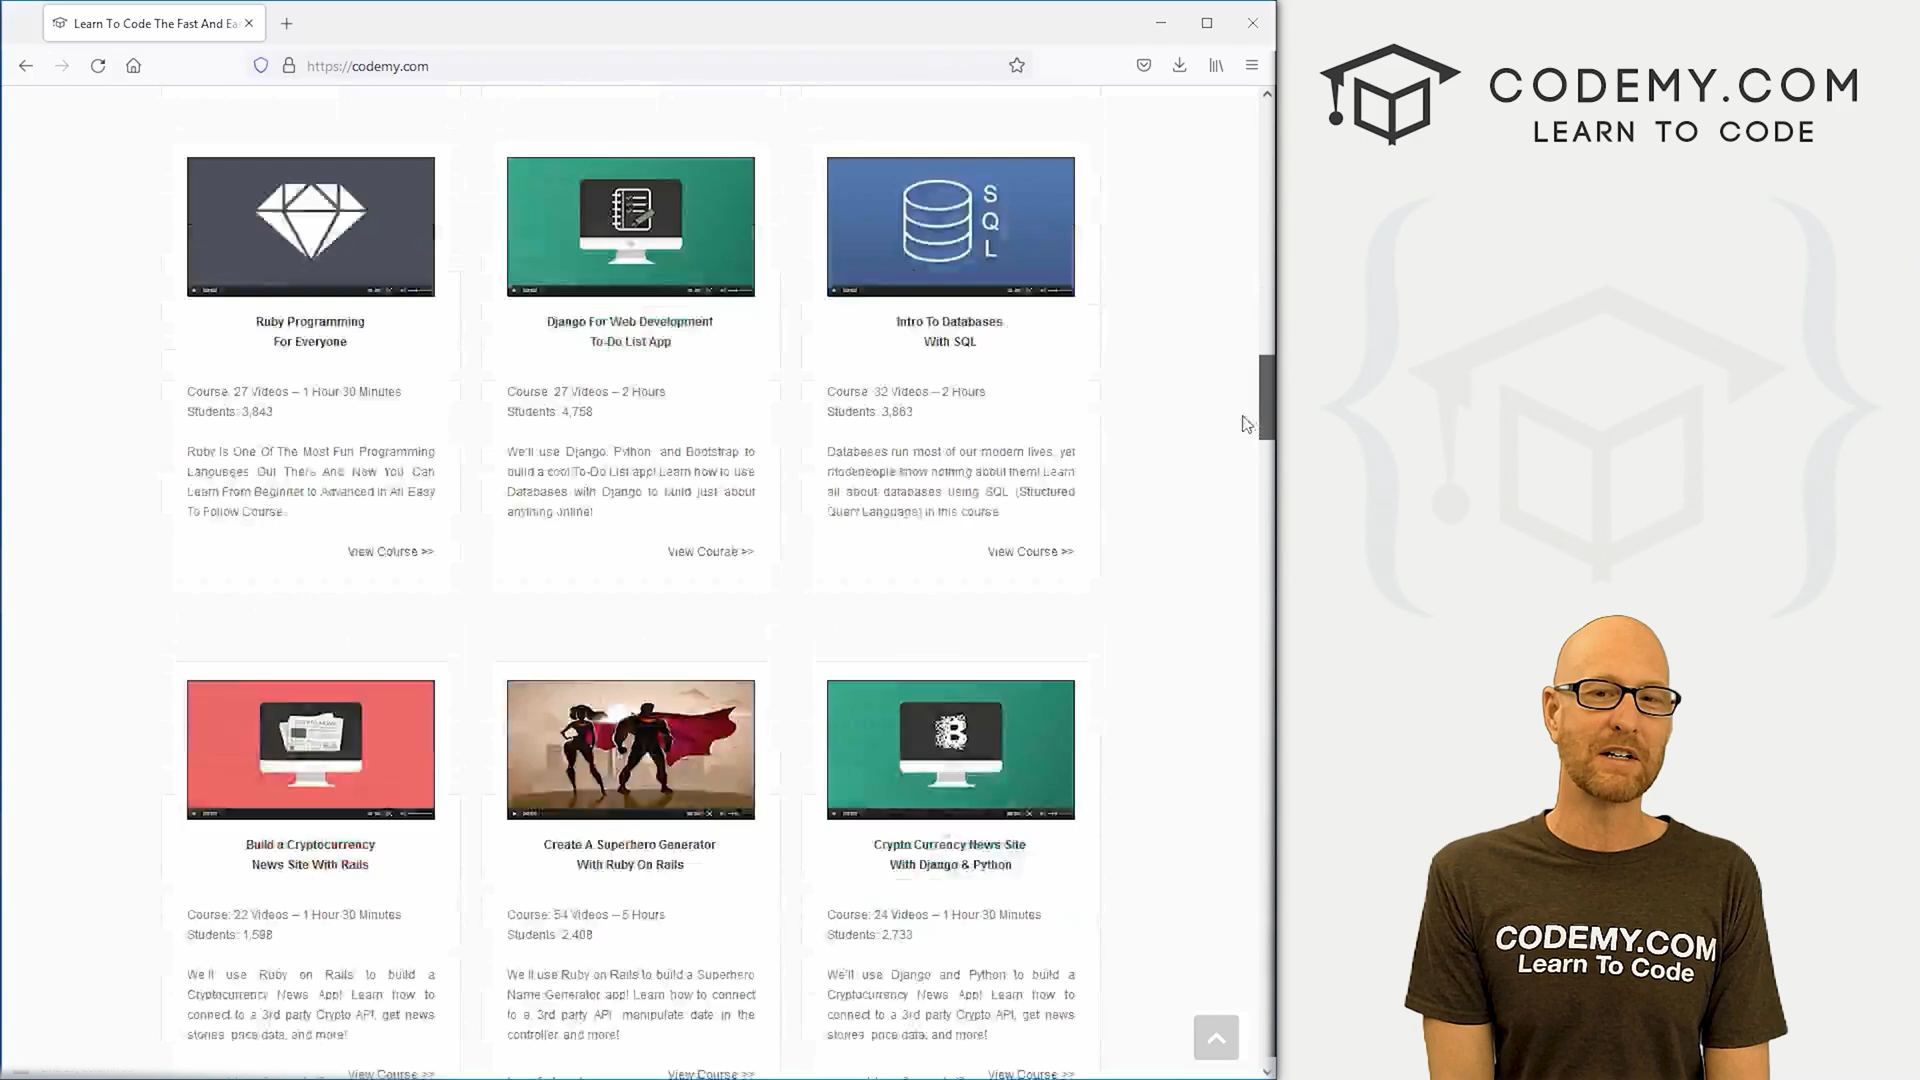 Learn To Code The Fast And Ea
https://codemy.com
CODEMY.COM
LEARN TO CODE
S
Q
L
Ruby Programming
For Everyone
Course: 27 Videos – 1 Hour 30 Minutes
Students: 3,843
Ruby Is One Of The Most Fun Programming
Languages Out There And Now You Can
Learn From Beginner to Advanced in An Easy
To Follow Course.
View Course >>
Django For Web Development
To-Do List App
Course: 27 Videos – 2 Hours
Students: 4,758
We'll use Django, Python, and Bootstrap to
build a cool To-Do List app! Learn how to use
Databases with Django to build just about
anything online!
View Course >>
Intro To Databases
With SQL
Course: 32 Videos – 2 Hours
Students: 3,863
Databases run most of our modern lives, yet
most people know nothing about them! Learn
all about databases using SQL (Structured
Query Language) in this course
View Course >>
Build a Cryptocurrency
News Site With Rails
Course: 22 Videos – 1 Hour 30 Minutes
Students: 1,598
We'll use Ruby on Rails to build a
Cryptocurrency News App! Learn how to
connect to a 3rd party Crypto API, get news
stories, price data, and more!
View Course >>
Create A Superhero Generator
With Ruby On Rails
Course: 54 Videos – 5 Hours
Students: 2,408
We'll use Ruby on Rails to build a Superhero
Name Generator app! Learn how to connect
to a 3rd party API, manipulate date in the
controller and more!
View Course >>
Crypto Currency News Site
With Django & Python
Course: 24 Videos – 1 Hour 30 Minutes
Students: 2,733
We'll use Django and Python to build a
Cryptocurrency News App! Learn how to
connect to a 3rd party Crypto API, get news
stories, price data, and more!
View Course >>
CODEMY.COM
Learn To Code